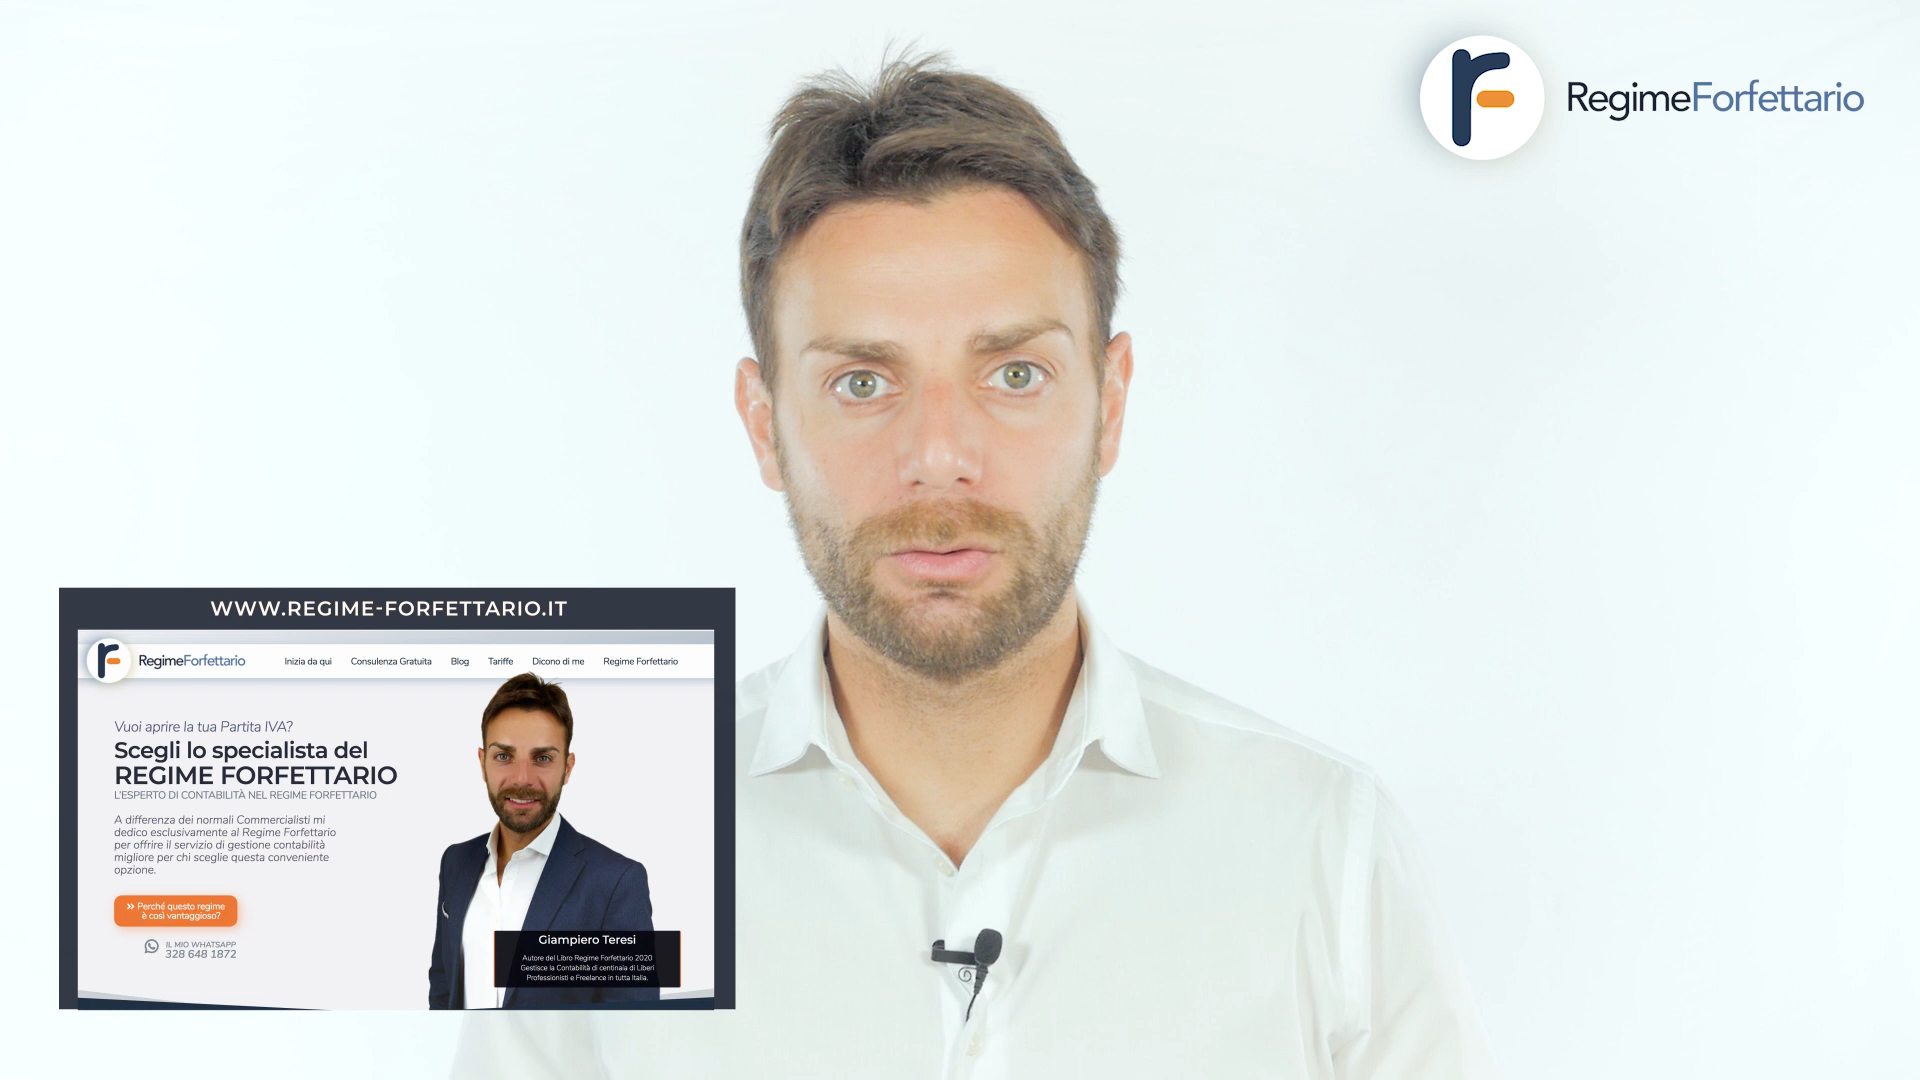 RegimeForfettario
WWW.REGIME-FORFETTARIO.IT
RegimeForfettario
Inizia da qui
Consulenza Gratuita
Blog
Tariffe
Dicono di me
Regime Forfettario
Vuoi aprire la tua Partita IVA?
Scegli lo specialista del
REGIME FORFETTARIO
L'ESPERTO DI CONTABILITÀ NEL REGIME FORFETTARIO
A differenza dei normali Commercialisti mi
dedico esclusivamente al Regime Forfettario
per offrire il servizio di gestione contabilità
migliore per chi sceglie questa conveniente
opzione.
» Perché questo regime
è così vantaggioso?
IL MIO WHATSAPP
328 648 1872
Giampiero Teresi
Autore del Libro Regime Forfettario 2020
Gestisce la Contabilità di centinaia di Liberi
Professionisti e Freelance in tutta Italia.